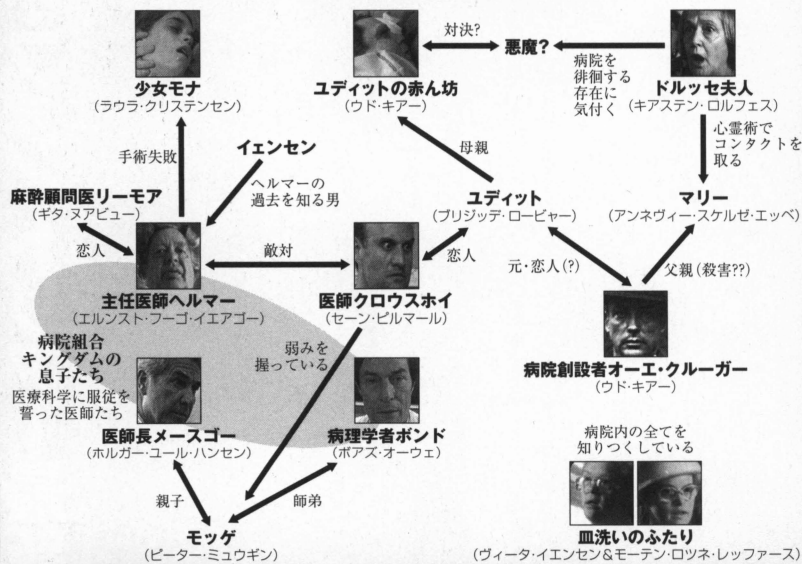 対決?
悪魔?
少女モナ
(ラウラ・クリステンセン)
ユディットの赤ん坊
(ウド・キアー)
病院を
徘徊する
存在に
気付く
ドルッセ夫人
(キアステン・ロルフェス)
手術失敗
イェンセン
ヘルマーの
過去を知る男
母親
心霊術で
コンタクトを
取る
麻酔顧問医リーモア
(ギタ・ヌアビュー)
ユディット
(ブリジッデ・ロービャー)
マリー
(アンネヴィー・スケルゼ・エッベ)
恋人
敵対
恋人
元・恋人(?)
父親(殺害??)
主任医師ヘルマー
(エルンスト・フーゴ・イエアゴー)
医師クロウスホイ
(セーン・ピルマール)
病院創設者オーエ・クルーガー
(ウド・キアー)
病院組合
キングダムの
息子たち
医療科学に服従を
誓った医師たち
弱みを
握っている
医師長メースゴー
(ホルガー・ユール・ハンセン)
病理学者ボンド
(ボアズ・オーウェ)
病院内の全てを
知りつくしている
親子
師弟
モッゲ
(ピーター・ミュウギン)
皿洗いのふたり
(ヴィータ・イエンセン&モーテン・ロツネ・レッファース)